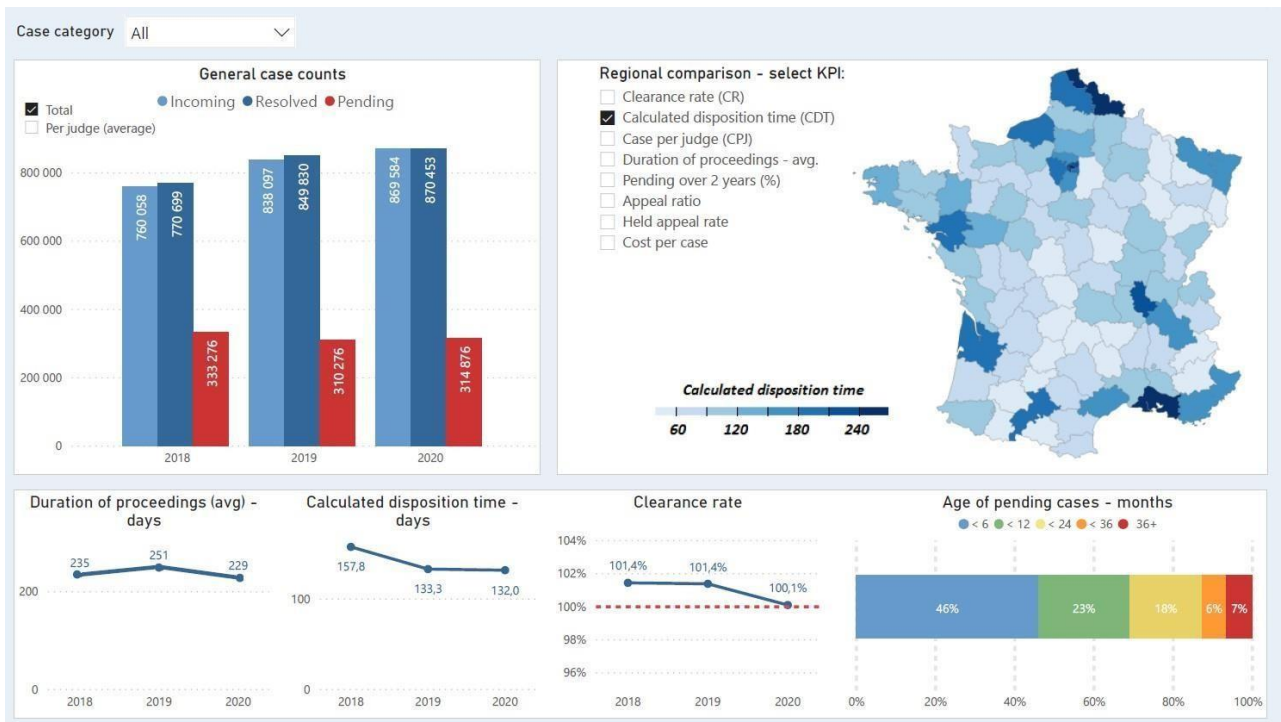 Case category All
General case counts
Total
Per judge (average)
Incoming Resolved Pending
800 000
600 000
400 000
200 000
0
760 058
770 699
333 276
838 097
849 830
310 276
869 584
870 453
314 876
2018 2019 2020
Regional comparison - select KPI:
Clearance rate (CR)
Calculated disposition time (CDT)
Case per judge (CPJ)
Duration of proceedings - avg.
Pending over 2 years (%)
Appeal ratio
Held appeal rate
Cost per case
Calculated disposition time
60 120 180 240
Duration of proceedings (avg) -
days
235 251 229
200
0
2018 2019 2020
Calculated disposition time -
days
157,8 133,3 132,0
100
0
2018 2019 2020
Clearance rate
104%
102%
100%
98%
96%
101,4% 101,4% 100,1%
2018 2019 2020
Age of pending cases - months
< 6 < 12 < 24 < 36 36+
46% 23% 18% 6% 7%
0% 20% 40% 60% 80% 100%